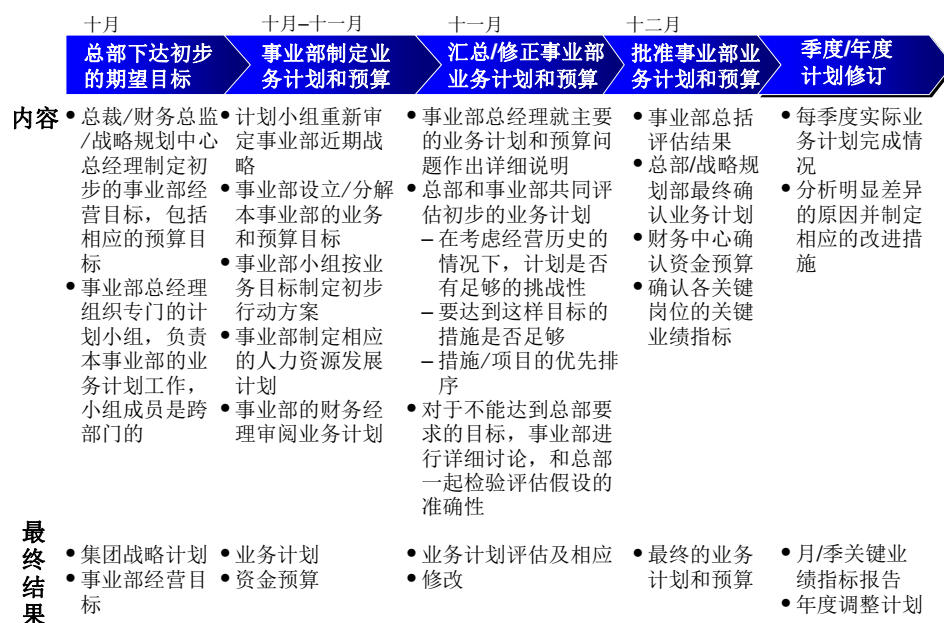 十月
十月–十一月
十一月
十二月
总部下达初步
的期望目标
事业部制定业
务计划和预算
汇总/修正事业部
业务计划和预算
批准事业部业
务计划和预算
季度/年度
计划修订
内容
•总裁/财务总监
/战略规划中心
总经理制定初
步的事业部经
营目标，包括
相应的预算目
标
•事业部总经理
组织专门的计
划小组，负责
本事业部的业
务计划工作，
小组成员是跨
部门的
•计划小组重新审
定事业部近期战
略
•事业部设立/分解
本事业部的业务
和预算目标
•事业部小组按业
务目标制定初步
行动方案
•事业部制定相应
的人力资源发展
计划
•事业部的财务经
理审阅业务计划
•事业部总经理就主要
的业务计划和预算问
题作出详细说明
•总部和事业部共同评
估初步的业务计划
–在考虑经营历史的
情况下，计划是否
有足够的挑战性
–要达到这样目标的
措施是否足够
–措施/项目的优先排
序
•对于不能达到总部要
求的目标，事业部进
行详细讨论，和总部
一起检验评估假设的
准确性
•事业部总括
评估结果
•总部/战略规
划部最终确
认业务计划
•财务中心确
认资金预算
•确认各关键
岗位的关键
业绩指标
•每季度实际业
务计划完成情
况
•分析明显差异
的原因并制定
相应的改进措
施
最
终
结
果
•集团战略计划
•事业部经营目
标
•业务计划
•资金预算
•业务计划评估及相应
•修改
•最终的业务
计划和预算
•月/季关键业
绩指标报告
•年度调整计划